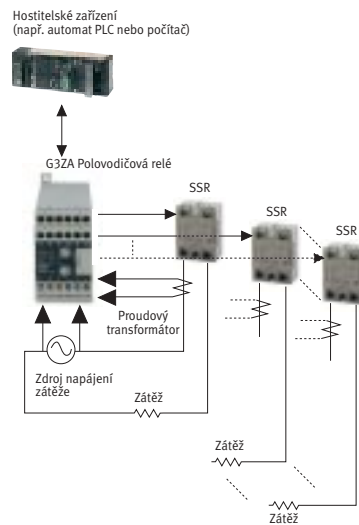 Hostitelské zařízení
(např. automat PLC nebo počítač)
G3ZA Polovodičová relé
SSR
SSR
SSR
Proudový
transformátor
Zdroj napájení
zátěže
Zátěž
Zátěž
Zátěž